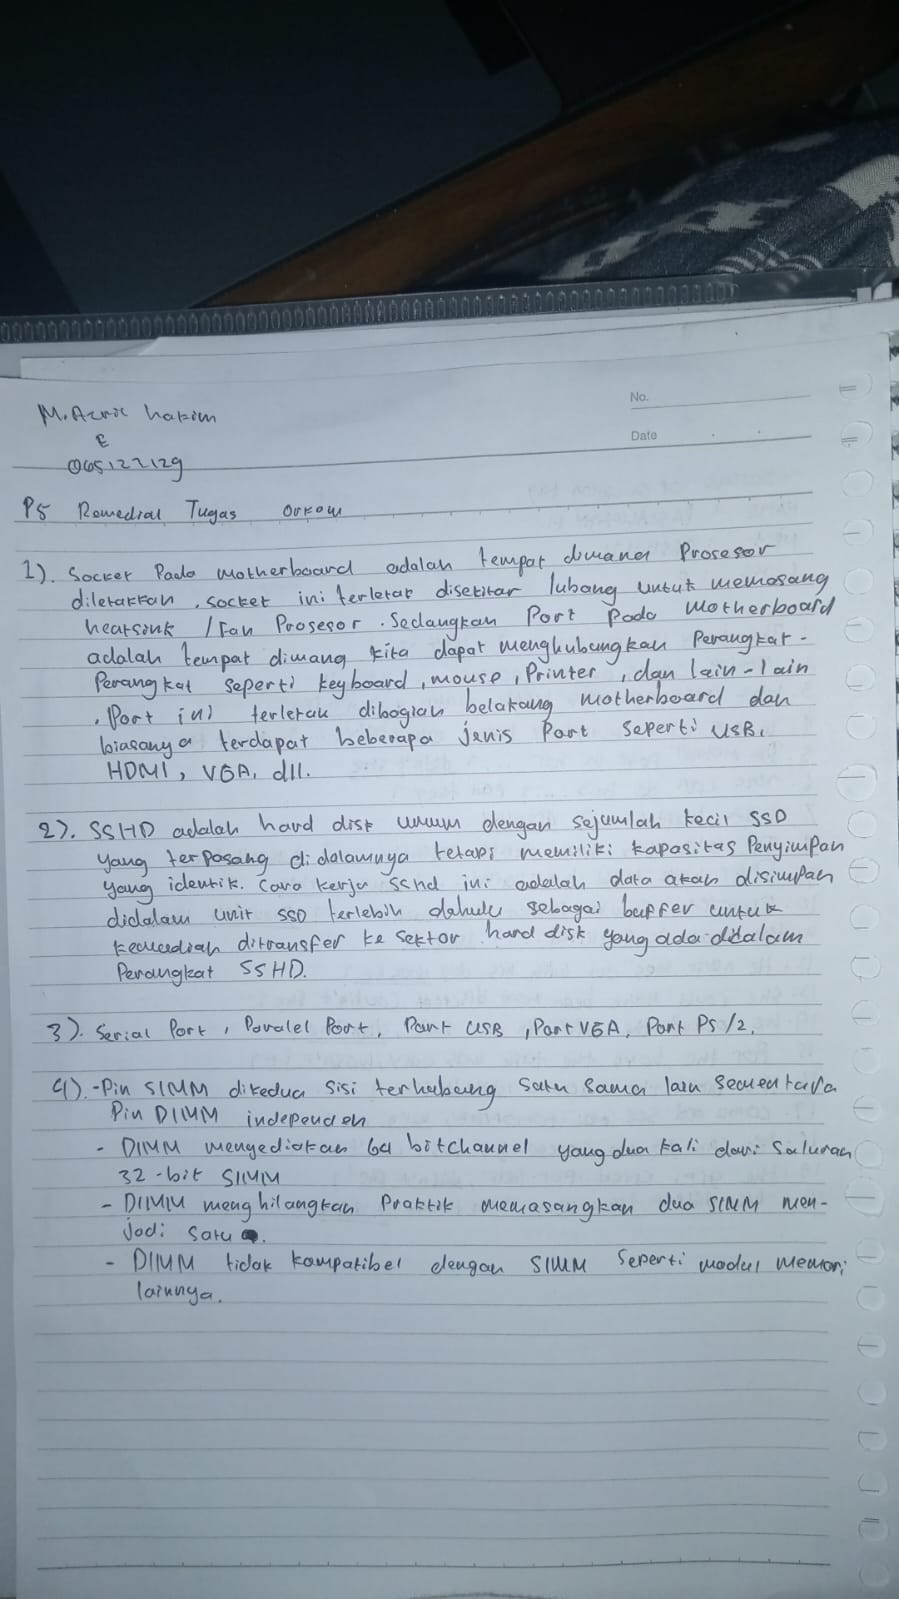 M. Azric hakim
No.
E
Date
065122129
P5 Remedial Tugas Orkom
1). Socket Pada motherboard adalah tempat dimana Prosesor
diletakkan, socket ini terletak disekitar lubang untuk memasang
heatsink / Fan Prosesor. Sedangkan Port Pada motherboard
adalah tempat dimana kita dapat menghubungkan Perangkat-
Perangkat seperti keyboard, mouse, Printer, dan lain-lain
. Port ini terletak dibagian belakang motherboard dan
biasanya terdapat beberapa jenis Port seperti USB,
HDMI, VGA, dll.
2). SSHD adalah hard disk umum dengan sejumlah kecil SSD
yang terpasang di dalamnya tetapi memiliki kapasitas Penyimpan
yang identik. Cara kerja SShd ini adalah data akan disimpan
didalam unit SSD terlebih dahulu sebagai buffer untuk
kemudian ditransfer ke sektor hard disk yang ada didalam
Perangkat SSHD.
3). Serial Port, Paralel Port, Port USB, Port VGA, Port PS/2.
4). -Pin SIMM dikedua sisi terhubung satu sama lain sementara
Pin DIMM independen
- DIMM mengediakan 64 bitchannel yang dua kali dari Saluran
32-bit SIMM
- DIMM menghilangkan Praktik memasangkan dua SIMM men-
jadi satu.
- DIMM tidak kompatibel dengan SIMM seperti modul memori
lainnya.